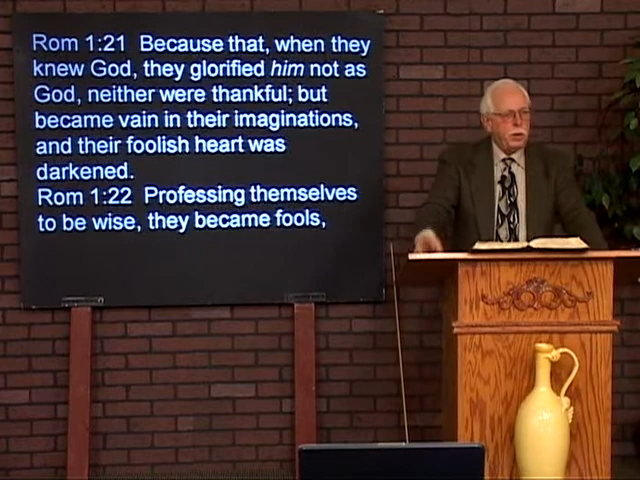 Rom 1:21 Because that, when they
knew God, they glorified him not as
God, neither were thankful; but
became vain in their imaginations,
and their foolish heart was
darkened.
Rom 1:22 Professing themselves
to be wise, they became fools,